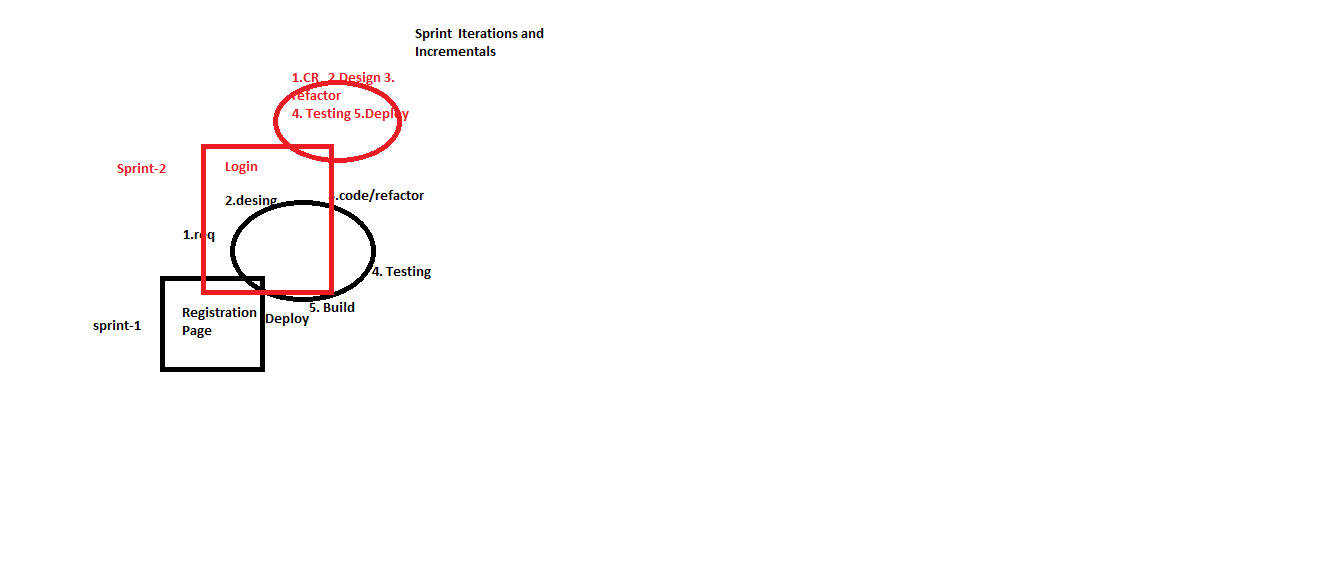 Sprint  Iterations and
Incrementals
1.CR  2 Design 3.
refactor
4. Testing 5.Deploy
Sprint-2
Login
2.desing
3.code/refactor
1.req
4. Testing
5. Build
Deploy
Registration
Page
sprint-1